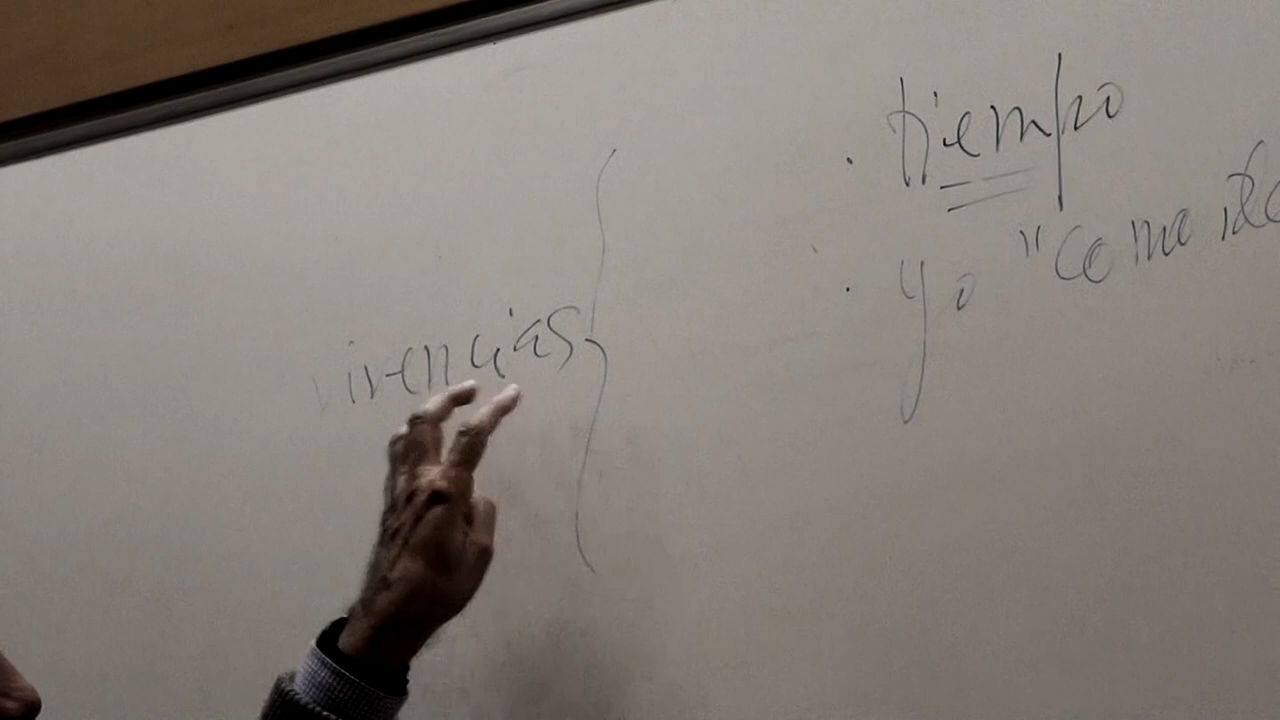 · tiempo
· yo "como
vivencias